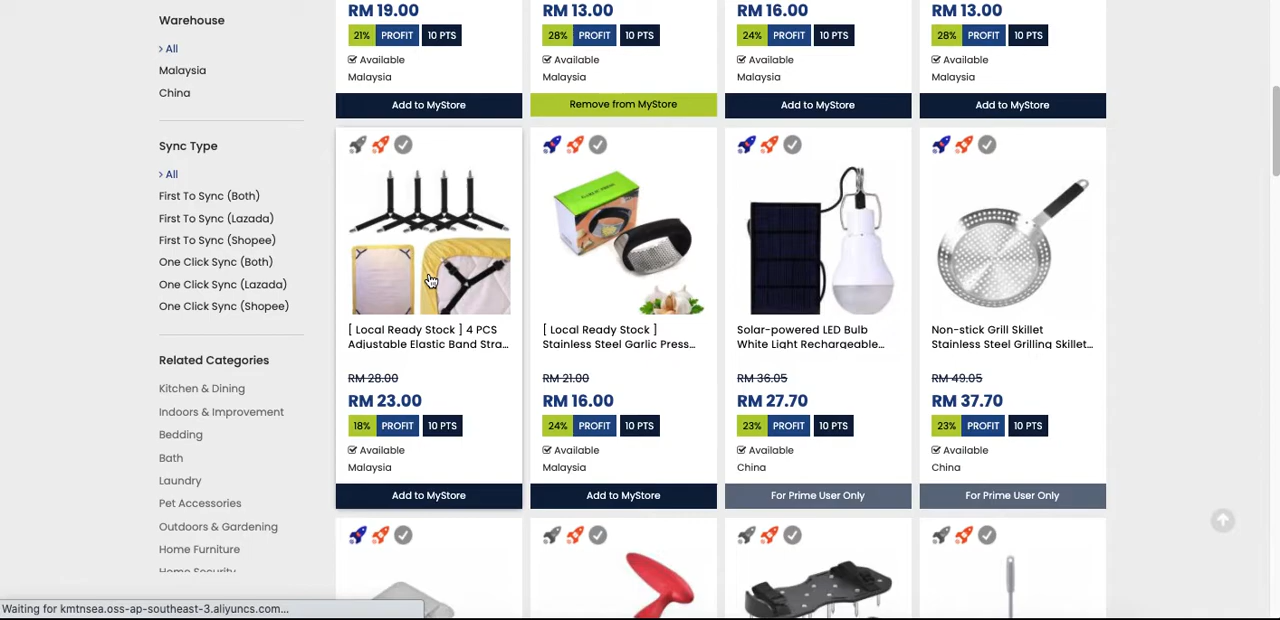 Warehouse
> All
Malaysia
China
Sync Type
> All
First To Sync (Both)
First To Sync (Lazada)
First To Sync (Shopee)
One Click Sync (Both)
One Click Sync (Lazada)
One Click Sync (Shopee)
Related Categories
Kitchen & Dining
Indoors & Improvement
Bedding
Bath
Laundry
Pet Accessories
Outdoors & Gardening
Home Furniture
Home Security
RM 19.00
21% PROFIT 10 PTS
Available
Malaysia
Add to MyStore
RM 13.00
28% PROFIT 10 PTS
Available
Malaysia
Remove from MyStore
RM 16.00
24% PROFIT 10 PTS
Available
Malaysia
Add to MyStore
RM 13.00
28% PROFIT 10 PTS
Available
Malaysia
Add to MyStore
[ Local Ready Stock ] 4 PCS
Adjustable Elastic Band Stra...
RM 28.00
RM 23.00
18% PROFIT 10 PTS
Available
Malaysia
Add to MyStore
[ Local Ready Stock ]
Stainless Steel Garlic Press...
RM 21.00
RM 16.00
24% PROFIT 10 PTS
Available
Malaysia
Add to MyStore
Solar-powered LED Bulb
White Light Rechargeable...
RM 36.05
RM 27.70
23% PROFIT 10 PTS
Available
China
For Prime User Only
Non-stick Grill Skillet
Stainless Steel Grilling Skillet...
RM 49.05
RM 37.70
23% PROFIT 10 PTS
Available
China
For Prime User Only
Waiting for kmtnsea.oss-ap-southeast-3.aliyuncs.com...